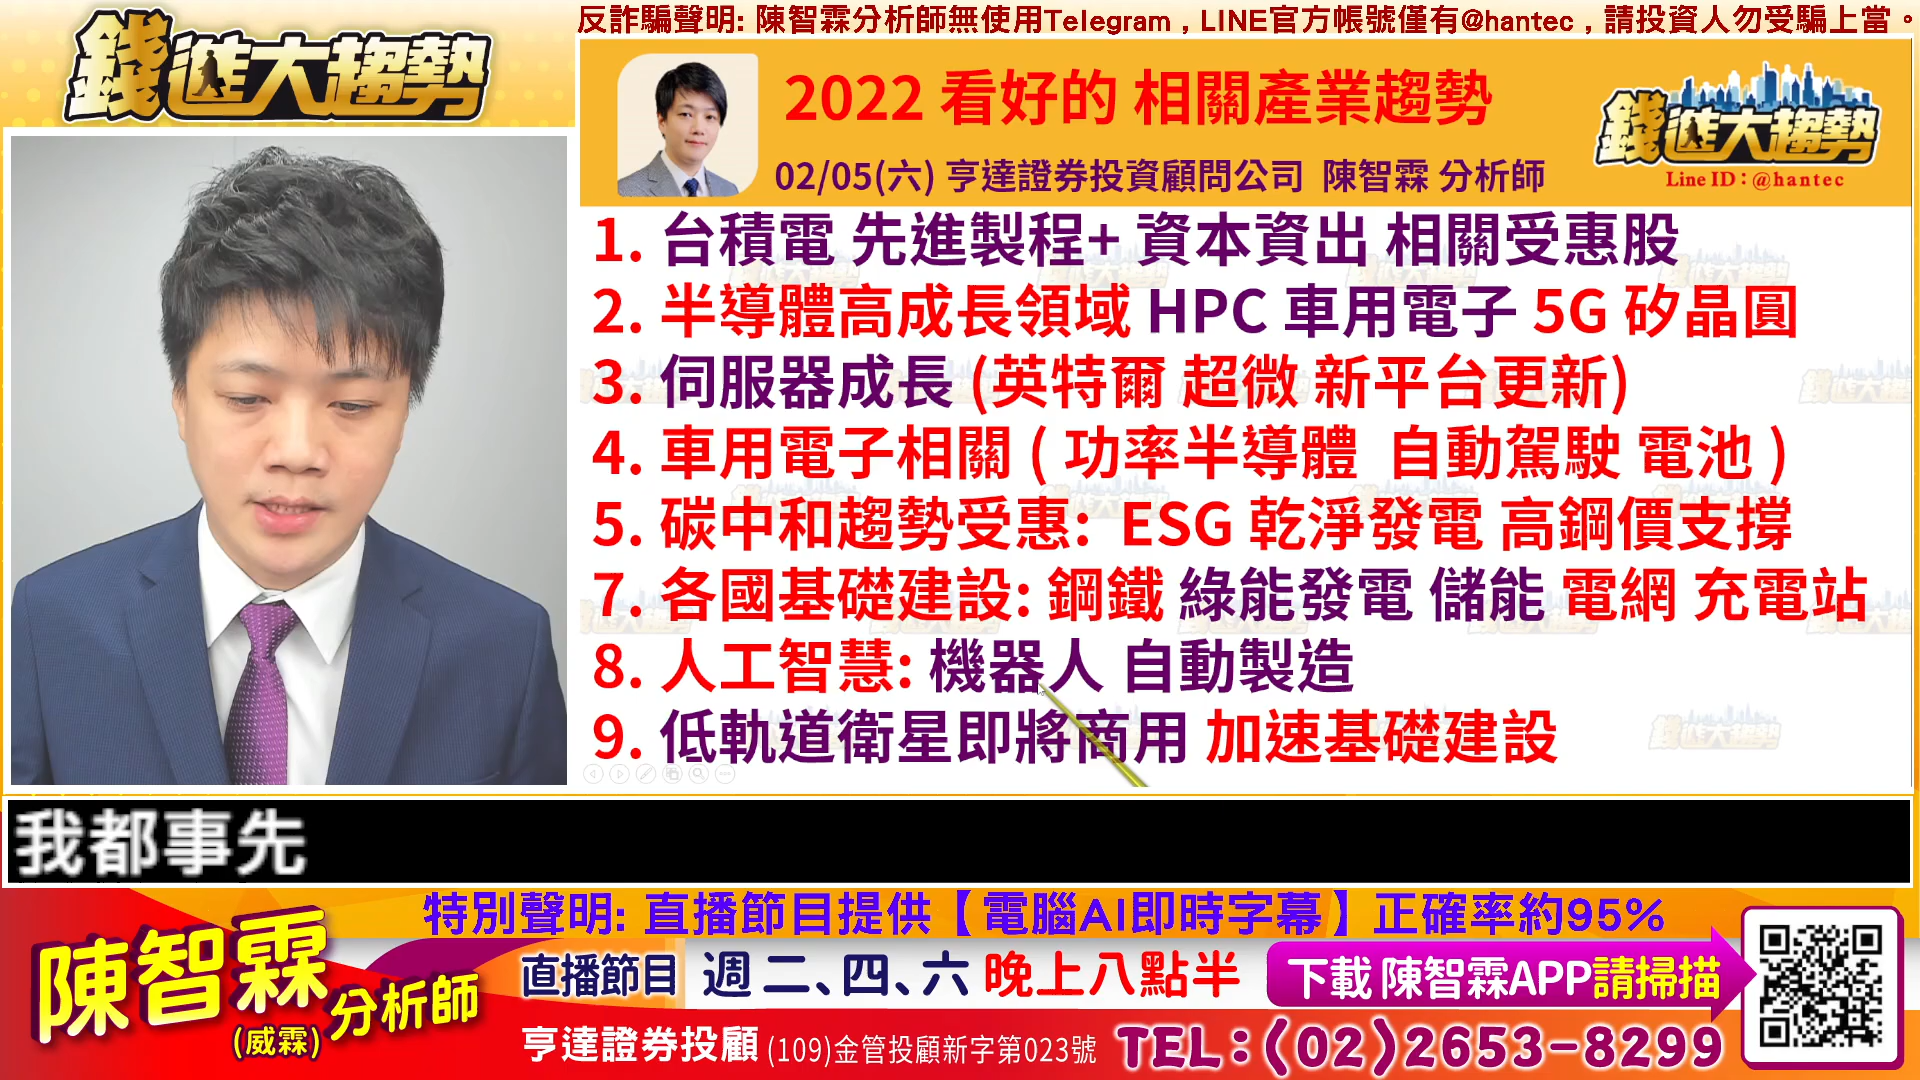 反詐騙聲明: 陳智霖分析師無使用Telegram , LINE官方帳號僅有@hantec , 請投資人勿受騙上當。
錢進大趨勢
2022 看好的 相關產業趨勢
02/05(六) 亨達證券投資顧問公司 陳智霖 分析師
錢進大趨勢
Line ID：@hantec
1. 台積電 先進製程+ 資本資出 相關受惠股
2. 半導體高成長領域 HPC 車用電子 5G 矽晶圓
3. 伺服器成長 (英特爾 超微 新平台更新)
4. 車用電子相關 ( 功率半導體 自動駕駛 電池 )
5. 碳中和趨勢受惠: ESG 乾淨發電 高鋼價支撐
7. 各國基礎建設: 鋼鐵 綠能發電 儲能 電網 充電站
8. 人工智慧: 機器人 自動製造
9. 低軌道衛星即將商用 加速基礎建設
我都事先
特別聲明: 直播節目提供【電腦AI即時字幕】正確率約95%
陳智霖 (威霖) 分析師
直播節目 週二、四、六 晚上八點半
下載 陳智霖APP請掃描
亨達證券投顧 (109)金管投顧新字第023號 TEL：(02)2653-8299